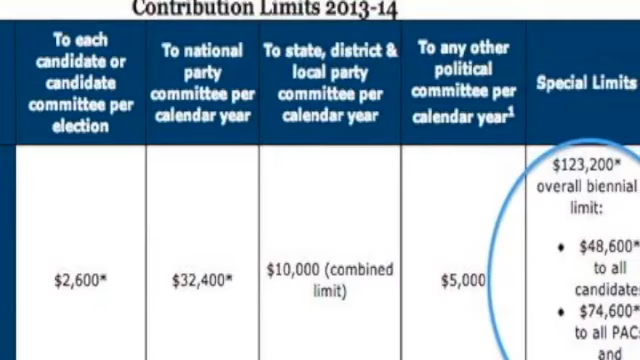 Contribution Limits 2013-14
To each
candidate or
candidate
committee per
election
To national
party
committee per
calendar year
To state, district &
local party
committee per
calendar year
To any other
political
committee per
calendar year1
Special Limits
$2,600*
$32,400*
$10,000 (combined
limit)
$5,000
$123,200*
overall biennial
limit:
• $48,600*
to all
candidate
• $74,600*
to all PAC
and